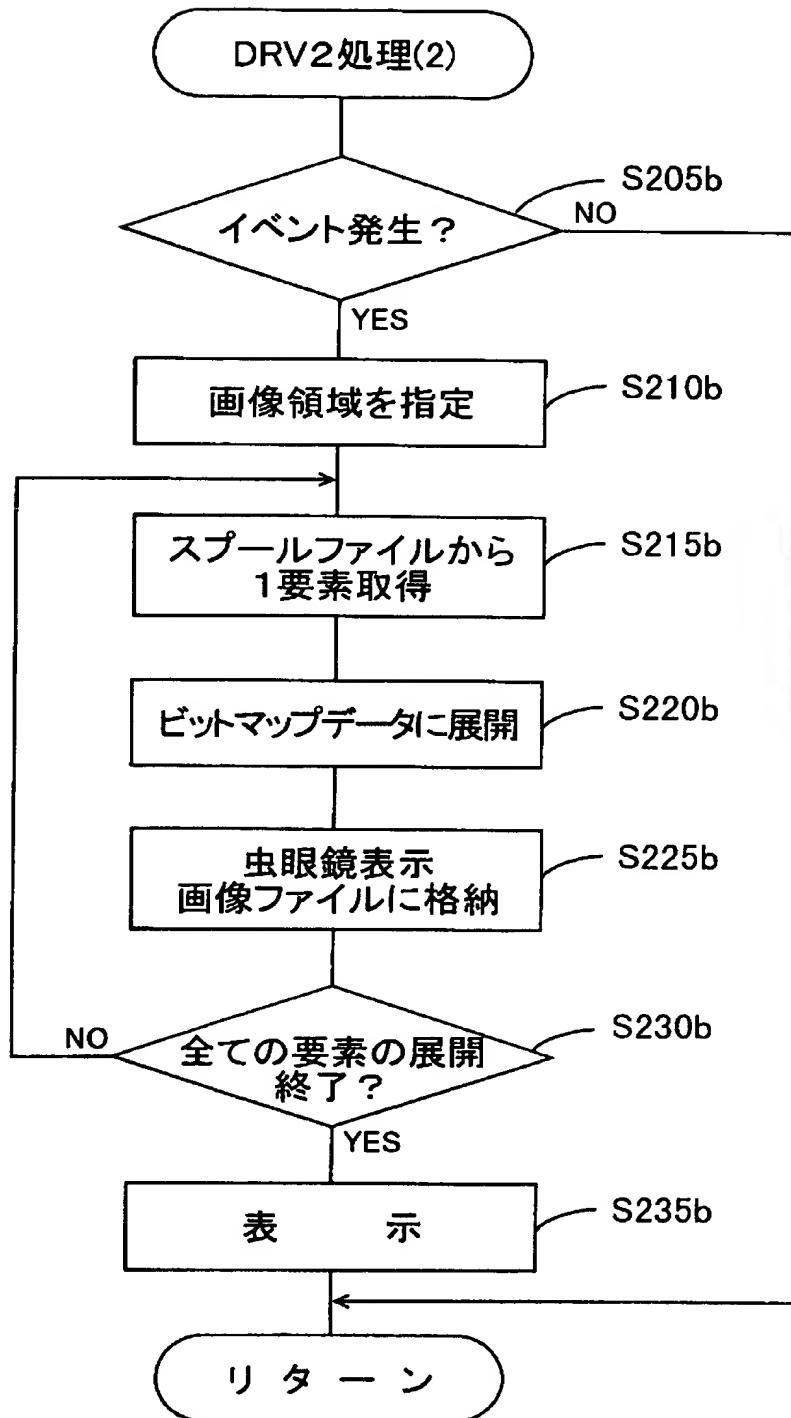 DRV2処理(2)
S205b
イベント発生？
NO
YES
画像領域を指定
S210b
スプールファイルから
1要素取得
S215b
ビットマップデータに展開
S220b
虫眼鏡表示
画像ファイルに格納
S225b
NO
全ての要素の展開
終了？
S230b
YES
表 示
S235b
リターン